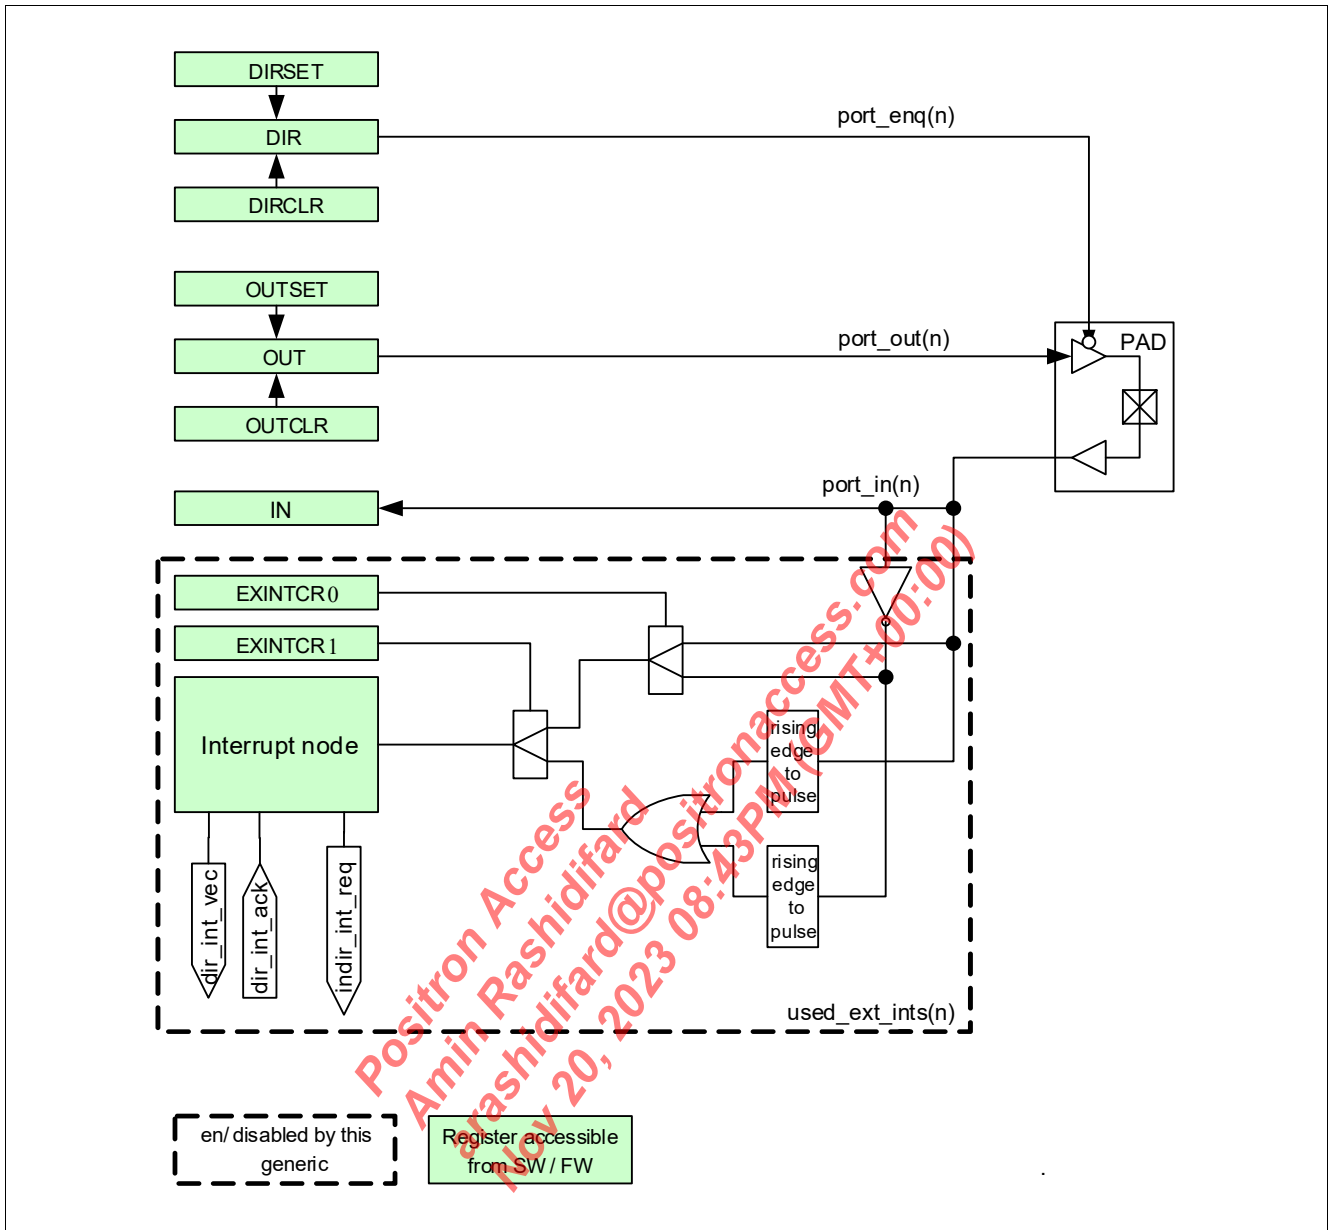 DIRSET
port_enq(n)
DIR
DIRCLR
OUTSET
port_out(n)
PAD
OUT
OUTCLR
port_in(n)
IN
EXINTCR0
EXINTCR1
Interrupt node
rising
edge
to
pulse
rising
edge
to
pulse
dir_int_vec
dir_int_ack
indir_int_req
used_ext_ints(n)
en/disabled by this
generic
Register accessible
from SW / FW
.
Positron Access
Amin Rashidifard
arashidifard@positronaccess.com
Nov 20, 2023 08:43PM (GMT+00:00)